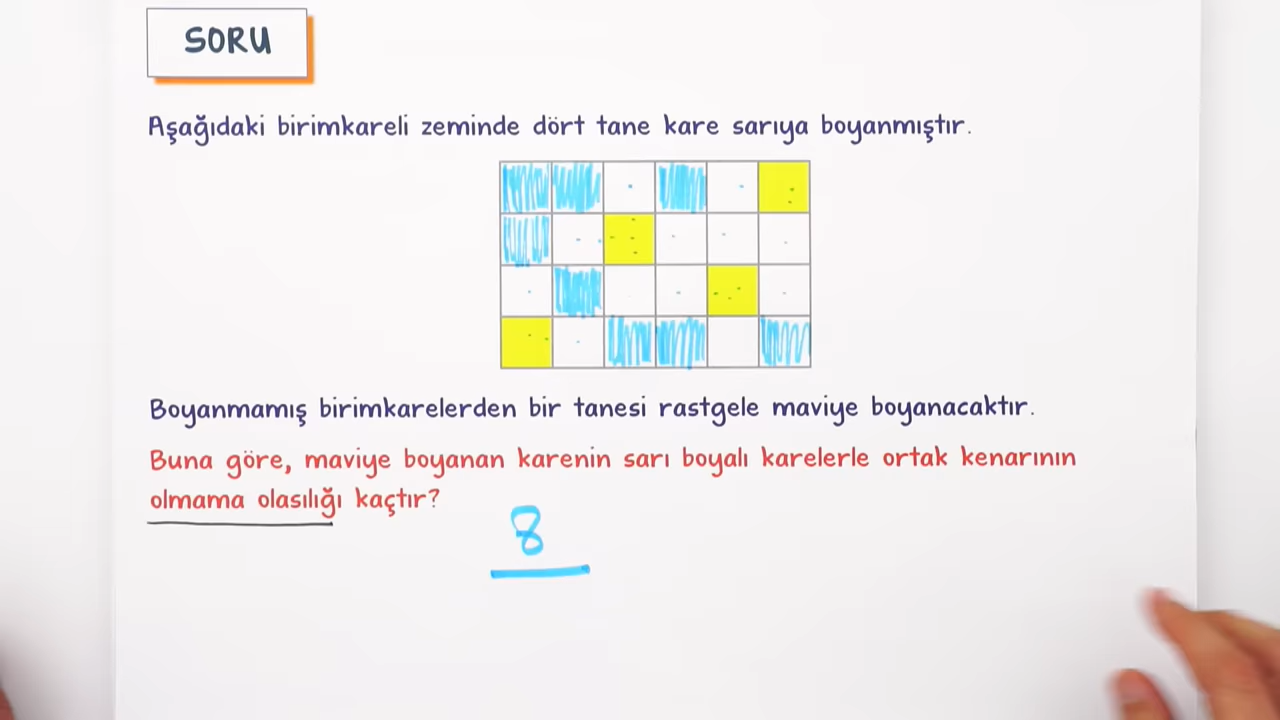 SORU
Aşağıdaki birimkareli zeminde dört tane kare sarıya boyanmıştır.
Boyanmamış birimkarelerden bir tanesi rastgele maviye boyanacaktır.
Buna göre, maviye boyanan karenin sarı boyalı karelerle ortak kenarının
olmama olasılığı kaçtır?
8